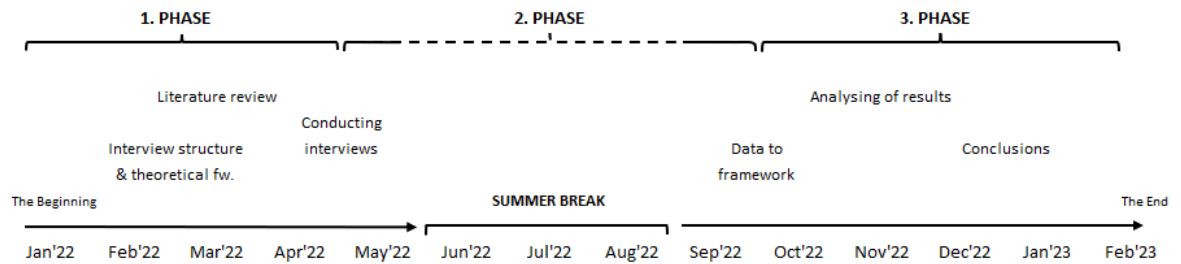 1. PHASE 2. PHASE 3. PHASE
Literature review Analysing of results
Conducting
interviews
Interview structure
& theoretical fw.
Data to
framework
Conclusions
The Beginning SUMMER BREAK The End
Jan'22 Feb'22 Mar'22 Apr'22 May'22 Jun'22 Jul'22 Aug'22 Sep'22 Oct'22 Nov'22 Dec'22 Jan'23 Feb'23